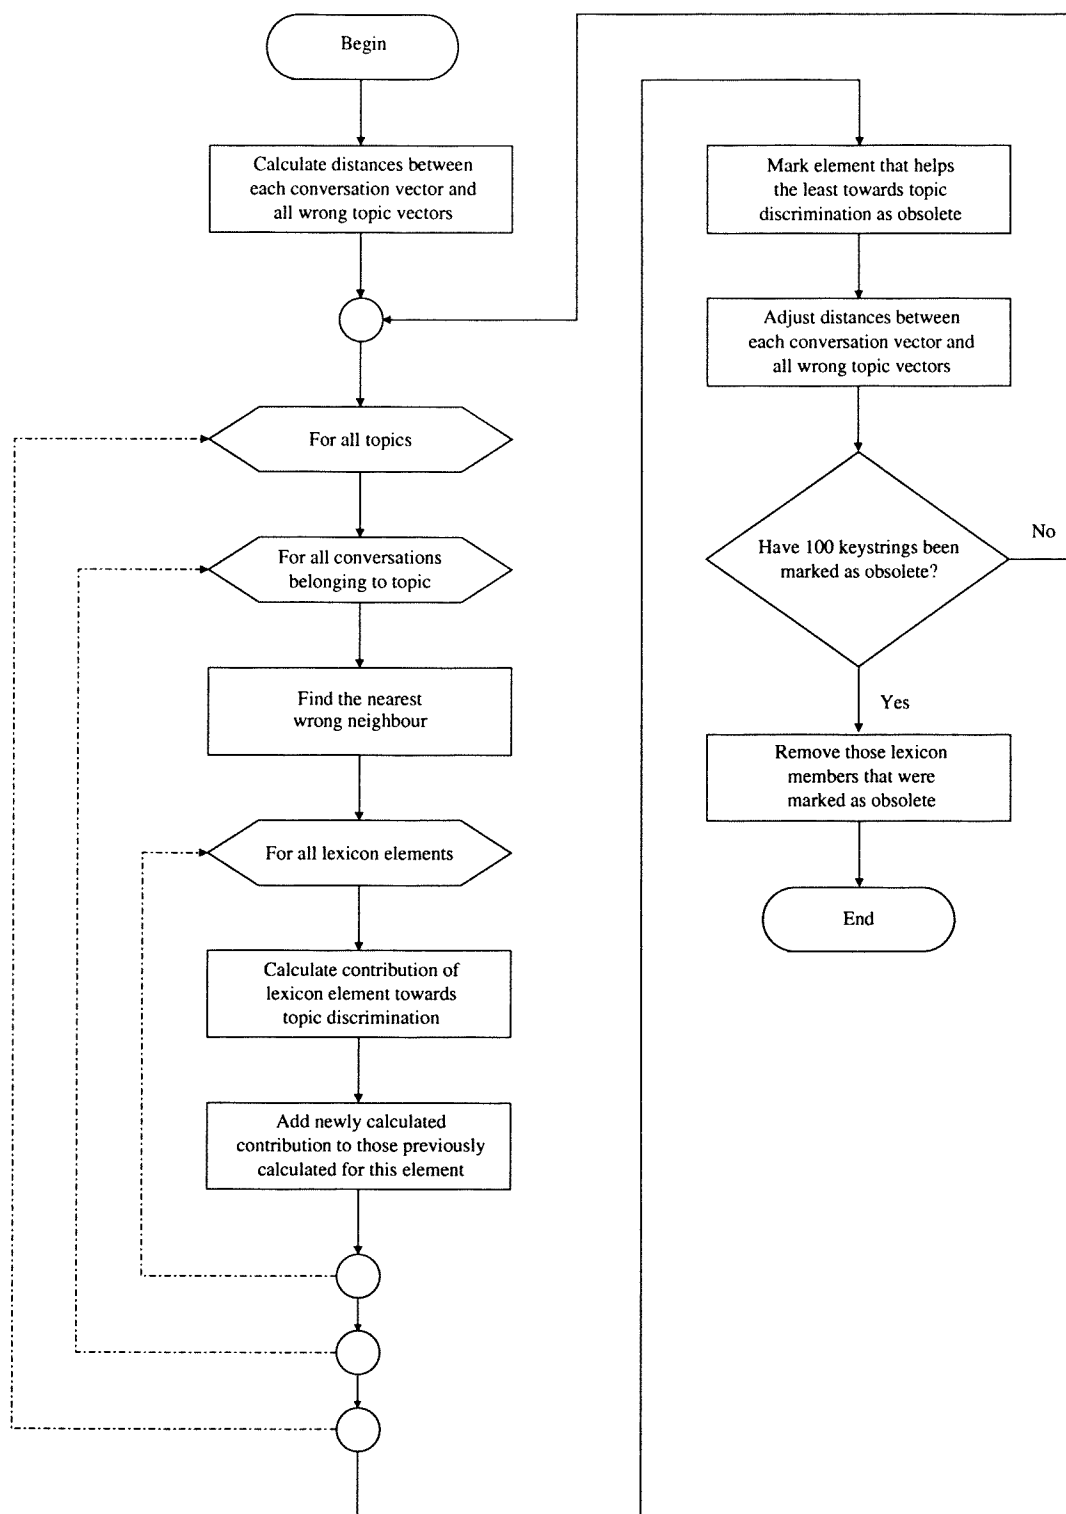 Begin
Calculate distances between
each conversation vector and
all wrong topic vectors
For all topics
For all conversations
belonging to topic
Find the nearest
wrong neighbour
For all lexicon elements
Calculate contribution of
lexicon element towards
topic discrimination
Add newly calculated
contribution to those previously
calculated for this element
Mark element that helps
the least towards topic
discrimination as obsolete
Adjust distances between
each conversation vector and
all wrong topic vectors
Have 100 keystrings been
marked as obsolete?
No
Yes
Remove those lexicon
members that were
marked as obsolete
End